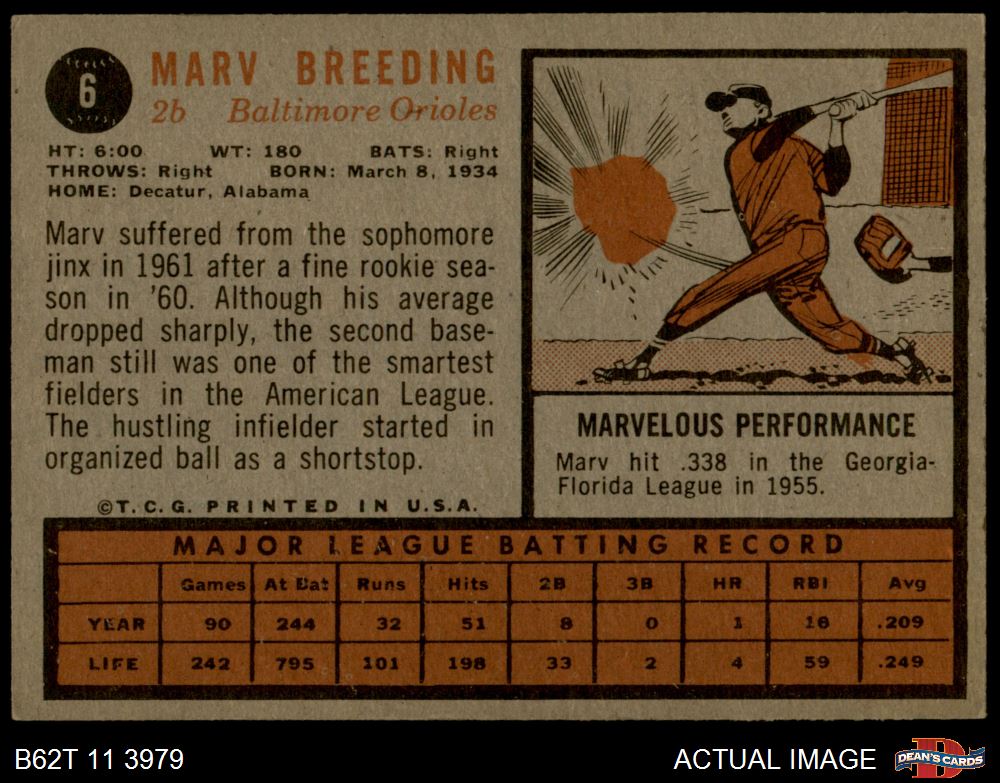 6
MARV BREEDING
2b Baltimore Orioles
HT: 6:00 WT: 180 BATS: Right
THROWS: Right BORN: March 8, 1934
HOME: Decatur, Alabama
Marv suffered from the sophomore
jinx in 1961 after a fine rookie sea-
son in '60. Although his average
dropped sharply, the second base-
man still was one of the smartest
fielders in the American League.
The hustling infielder started in
organized ball as a shortstop.
©T.C.G. PRINTED IN U.S.A.
MARVELOUS PERFORMANCE
Marv hit .338 in the Georgia-
Florida League in 1955.
MAJOR LEAGUE BATTING RECORD
Games At Bat Runs Hits 2B 3B HR RBI Avg
YEAR 90 244 32 51 8 0 1 16 .209
LIFE 242 795 101 198 33 2 4 59 .249
B62T 11 3979
ACTUAL IMAGE
D
DEAN'S CARDS